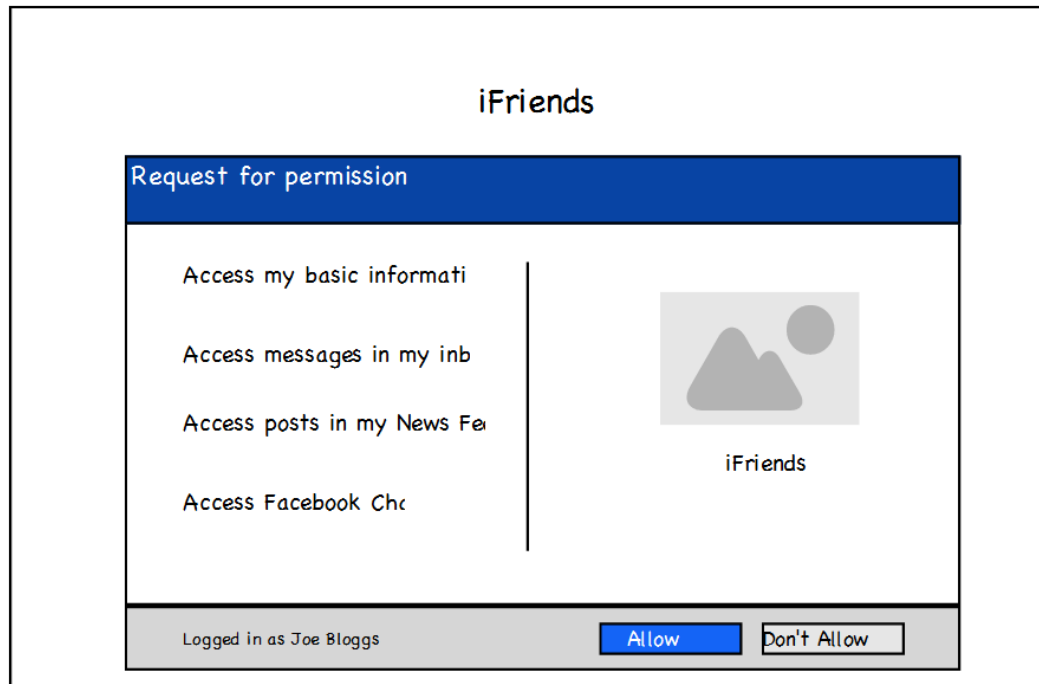 iFriends
Request for permission
Access my basic informati
Access messages in my inb
Access posts in my News Fe
Access Facebook Ch
iFriends
Logged in as Joe Bloggs
Allow
Don't Allow